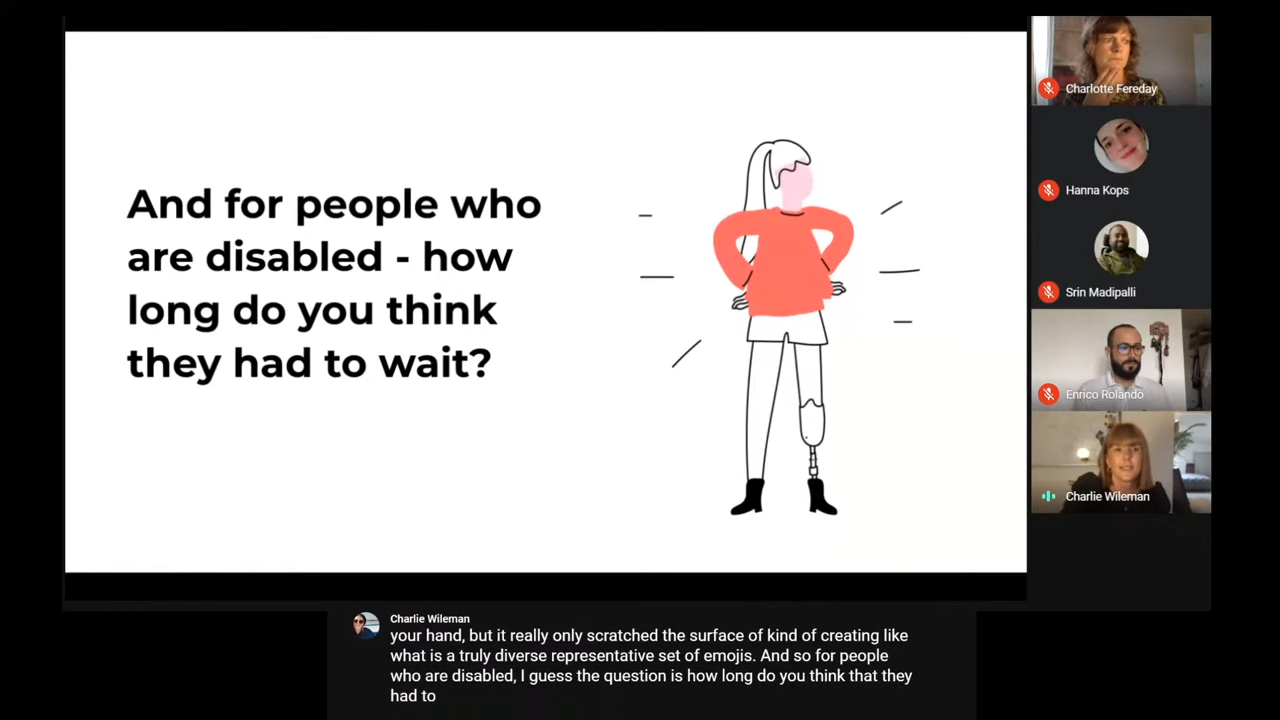 And for people who
are disabled - how
long do you think
they had to wait?
Charlotte Fereday
Hanna Kops
Srin Madipalli
Enrico Rolando
Charlie Wileman
Charlie Wileman
your hand, but it really only scratched the surface of kind of creating like
what is a truly diverse representative set of emojis. And so for people
who are disabled, I guess the question is how long do you think that they
had to